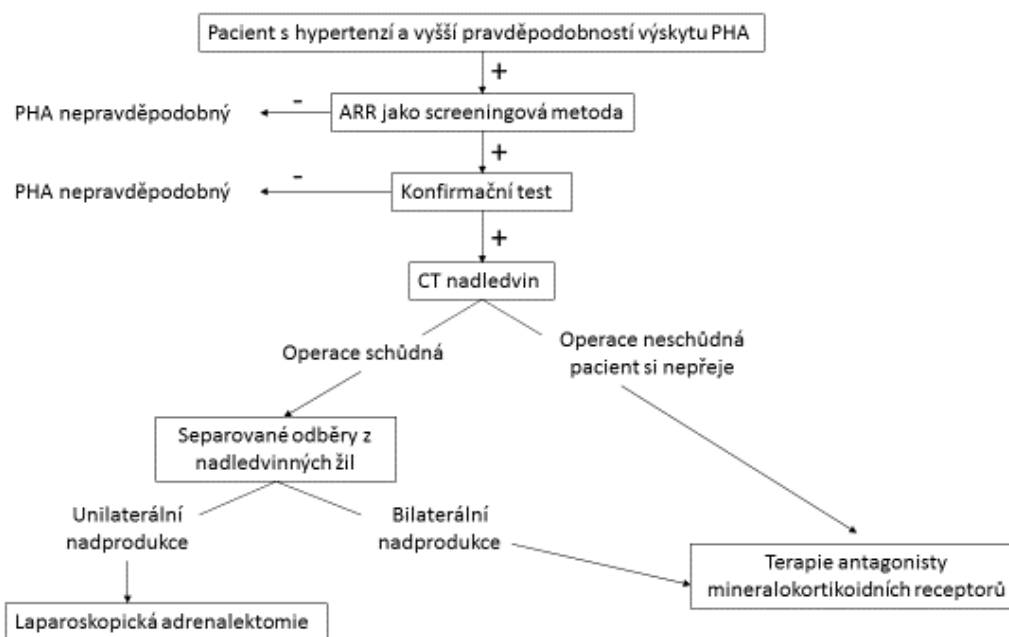 Pacient s hypertenzí a vyšší pravděpodobností výskytu PHA
+
PHA nepravděpodobný
-
ARR jako screeningová metoda
+
PHA nepravděpodobný
-
Konfirmační test
+
CT nadledvin
Operace schůdná
Operace neschůdná
pacient si nepřeje
Separované odběry z
nadledvinných žil
Unilaterální
nadprodukce
Bilaterální
nadprodukce
Terapie antagonisty
mineralokortikoidních receptorů
Laparoskopická adrenalektomie